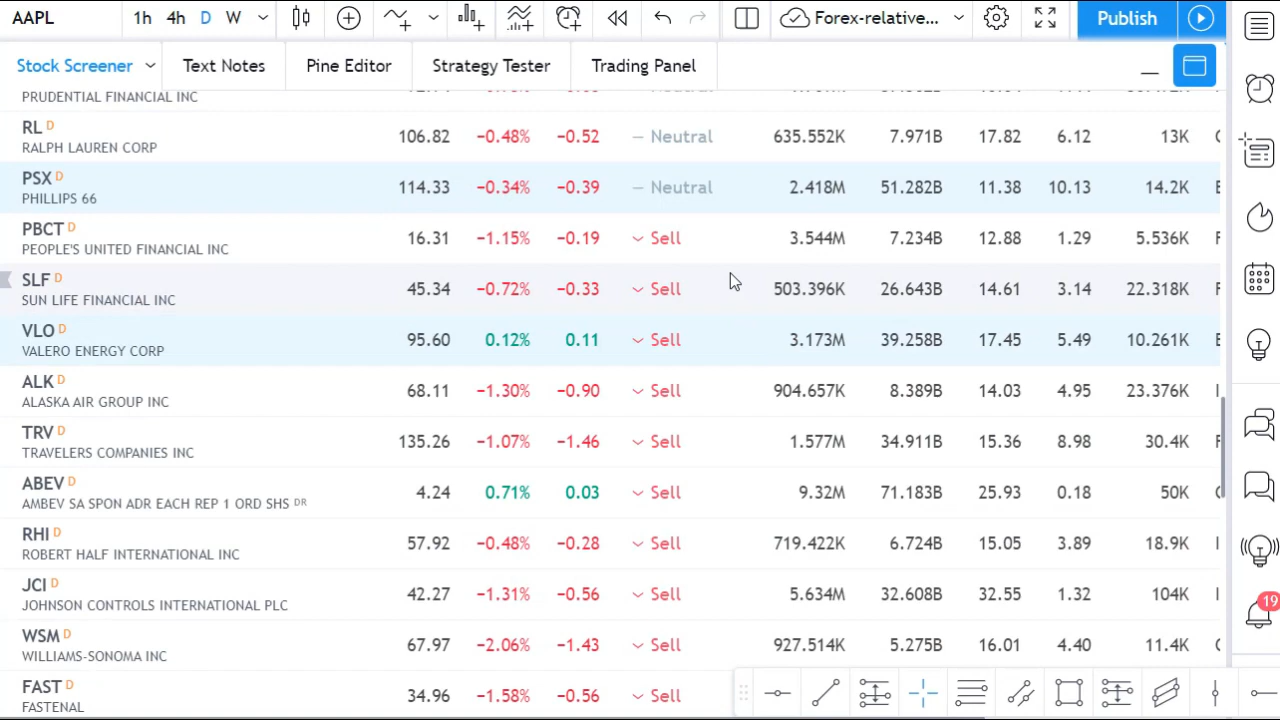 AAPL 1h 4h D W Forex-relative... Publish
Stock Screener Text Notes Pine Editor Strategy Tester Trading Panel
PRUDENTIAL FINANCIAL INC
RL D 106.82 −0.48% −0.52 — Neutral 635.552K 7.971B 17.82 6.12 13K
RALPH LAUREN CORP
PSX D 114.33 −0.34% −0.39 — Neutral 2.418M 51.282B 11.38 10.13 14.2K
PHILLIPS 66
PBCT D 16.31 −1.15% −0.19 Sell 3.544M 7.234B 12.88 1.29 5.536K
PEOPLE'S UNITED FINANCIAL INC
SLF D 45.34 −0.72% −0.33 Sell 503.396K 26.643B 14.61 3.14 22.318K
SUN LIFE FINANCIAL INC
VLO D 95.60 0.12% 0.11 Sell 3.173M 39.258B 17.45 5.49 10.261K
VALERO ENERGY CORP
ALK D 68.11 −1.30% −0.90 Sell 904.657K 8.389B 14.03 4.95 23.376K
ALASKA AIR GROUP INC
TRV D 135.26 −1.07% −1.46 Sell 1.577M 34.911B 15.36 8.98 30.4K
TRAVELERS COMPANIES INC
ABEV D 4.24 0.71% 0.03 Sell 9.32M 71.183B 25.93 0.18 50K
AMBEV SA SPON ADR EACH REP 1 ORD SHS DR
RHI D 57.92 −0.48% −0.28 Sell 719.422K 6.724B 15.05 3.89 18.9K
ROBERT HALF INTERNATIONAL INC
JCI D 42.27 −1.31% −0.56 Sell 5.634M 32.608B 32.55 1.32 104K
JOHNSON CONTROLS INTERNATIONAL PLC
19
WSM D 67.97 −2.06% −1.43 Sell 927.514K 5.275B 16.01 4.40 11.4K
WILLIAMS-SONOMA INC
FAST D 34.96 −1.58% −0.56 Sell
FASTENAL